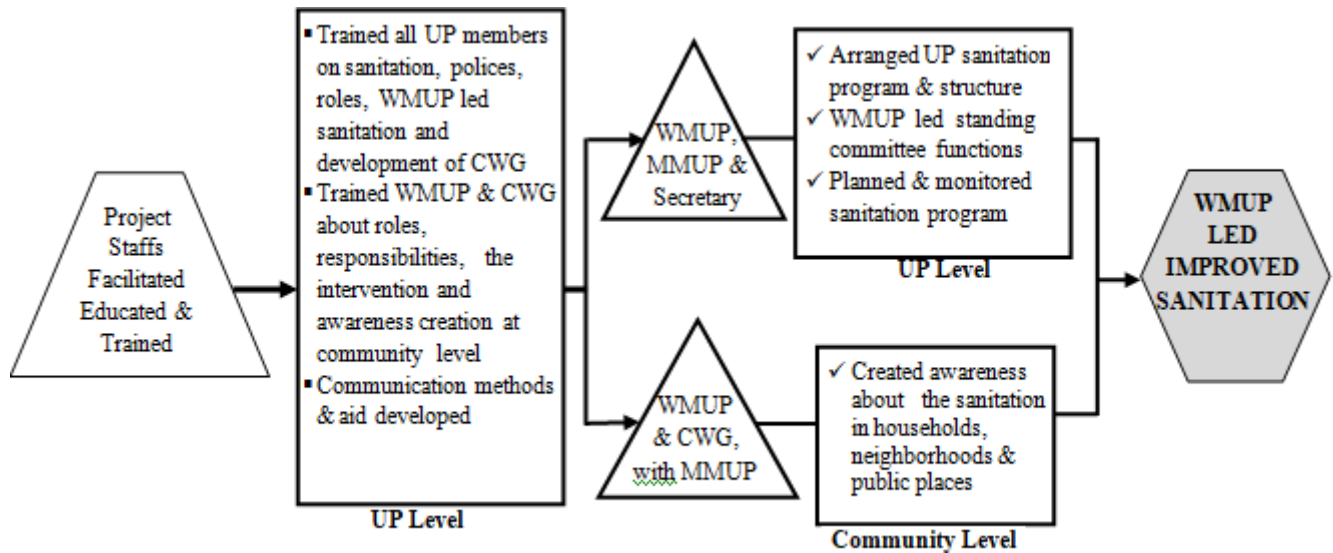 Project
Staffs
Facilitated
Educated &
Trained
▪ Trained all UP members
on sanitation, polices,
roles, WMUP led
sanitation and
development of CWG
▪ Trained WMUP & CWG
about roles,
responsibilities, the
intervention and
awareness creation at
community level
▪ Communication methods
& aid developed
UP Level
WMUP,
MMUP &
Secretary
✓ Arranged UP sanitation
program & structure
✓ WMUP led standing
committee functions
✓ Planned & monitored
sanitation program
UP Level
WMUP
& CWG,
with MMUP
✓ Created awareness
about the sanitation
in households,
neighborhoods &
public places
Community Level
WMUP
LED
IMPROVED
SANITATION